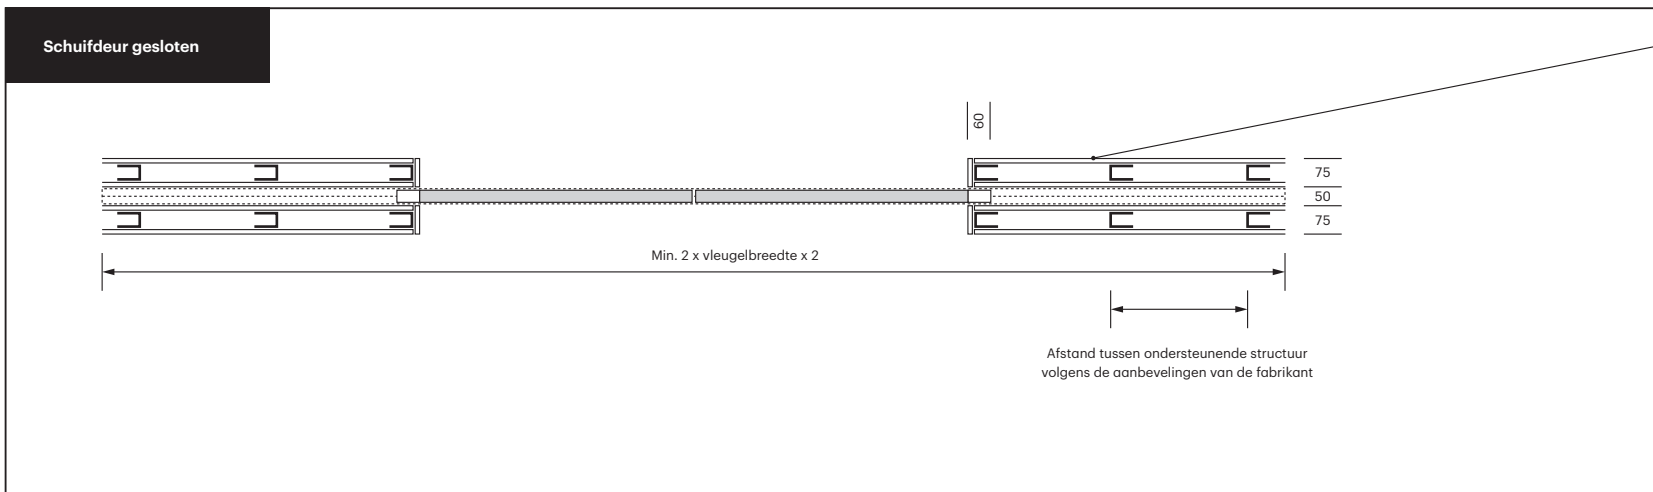 Schuifdeur gesloten
60
75
50
75
Min. 2 x vleugelbreedte x 2
Afstand tussen ondersteunende structuur
volgens de aanbevelingen van de fabrikant